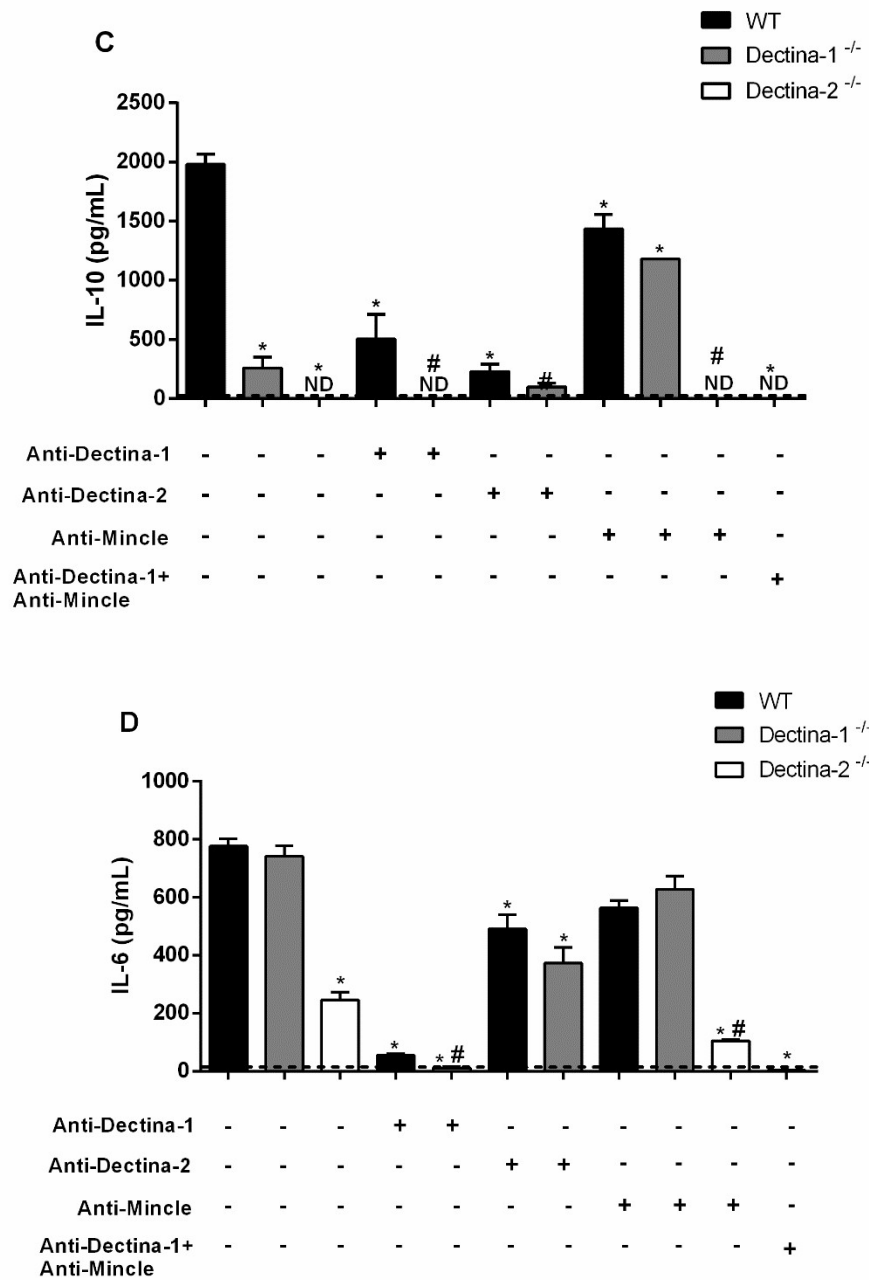 C
WT
Dectina-1 -/-
Dectina-2 -/-
IL-10 (pg/mL)
2500
2000
1500
1000
500
0
* * ND * # ND * # * * # ND * ND
Anti-Dectina-1 - - - + + - - - - - -
Anti-Dectina-2 - - - - - + + - - - -
Anti-Mincle - - - - - - - + + + -
Anti-Dectina-1+ - - - - - - - - - - +
Anti-Mincle
D
WT
Dectina-1 -/-
Dectina-2 -/-
IL-6 (pg/mL)
1000
800
600
400
200
0
* * * # * * * # *
Anti-Dectina-1 - - - + + - - - - - -
Anti-Dectina-2 - - - - - + + - - - -
Anti-Mincle - - - - - - - + + + -
Anti-Dectina-1+ - - - - - - - - - - +
Anti-Mincle